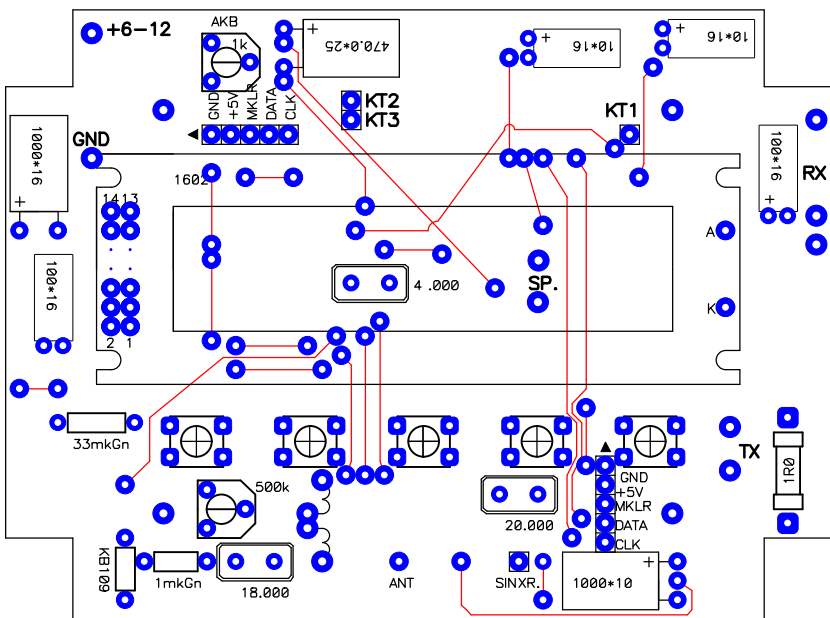 +6-12
AKB
1k
470.0*25
10*16
10*16
GND
+5V
MKLR
DATA
CLK
KT2
KT3
KT1
1000*16
GND
100*16
RX
1602
14 13
A
100*16
4.000
SP.
K
2 1
33mkGn
TX
1R0
500k
GND
+5V
MKLR
DATA
CLK
20.000
KB109
1mkGn
18.000
ANT
SINXR.
1000*10